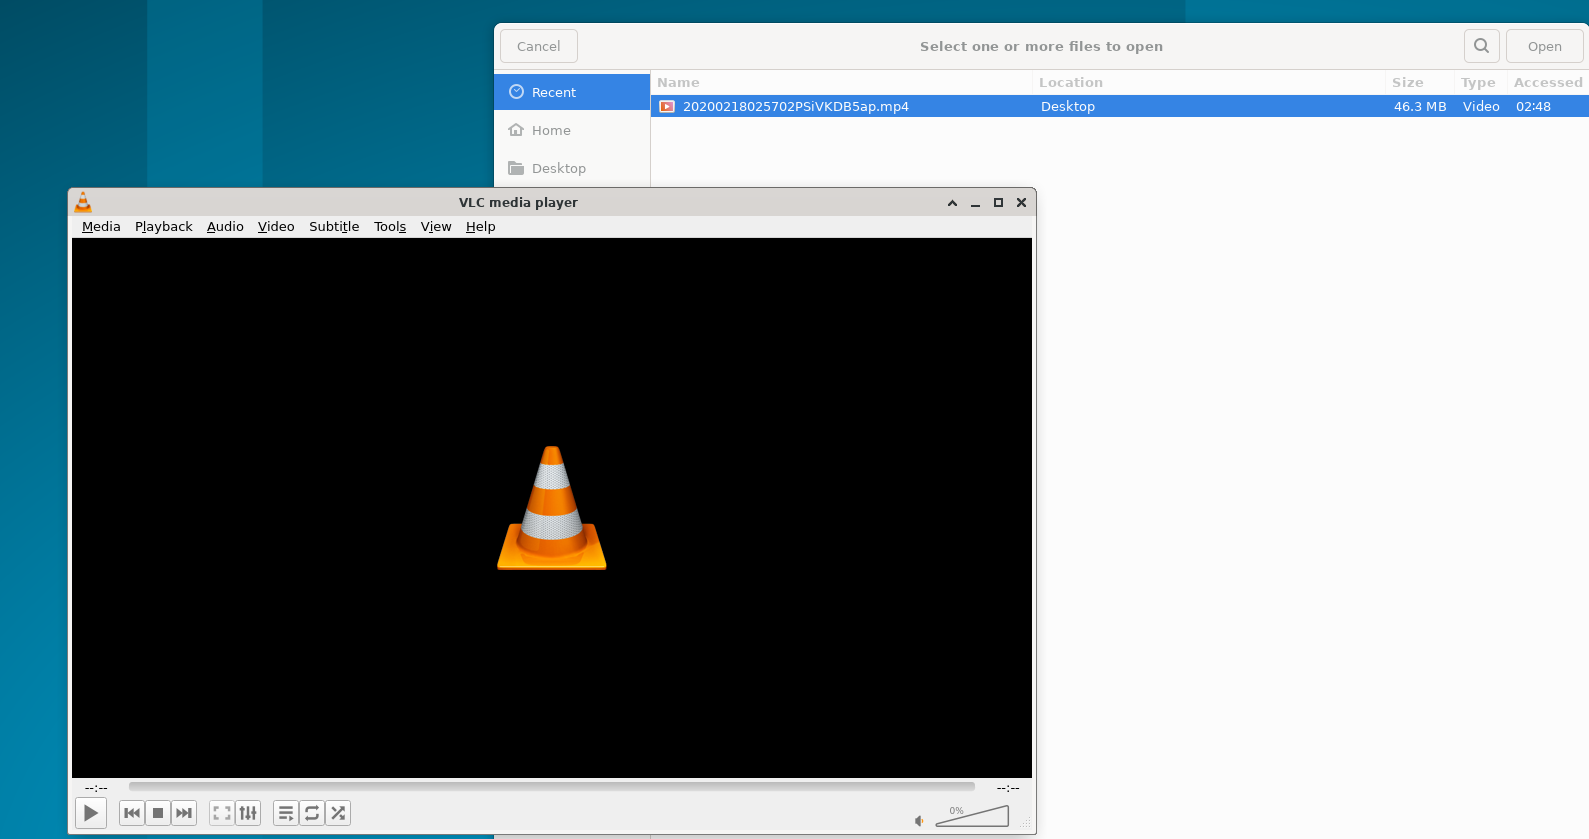 Cancel Select one or more files to open Open
Name Location Size Type Accessed
Recent
20200218025702PSiVKDB5ap.mp4 Desktop 46.3 MB Video 02:48
Home
Desktop
VLC media player
Media Playback Audio Video Subtitle Tools View Help
--:-- --:--
0%